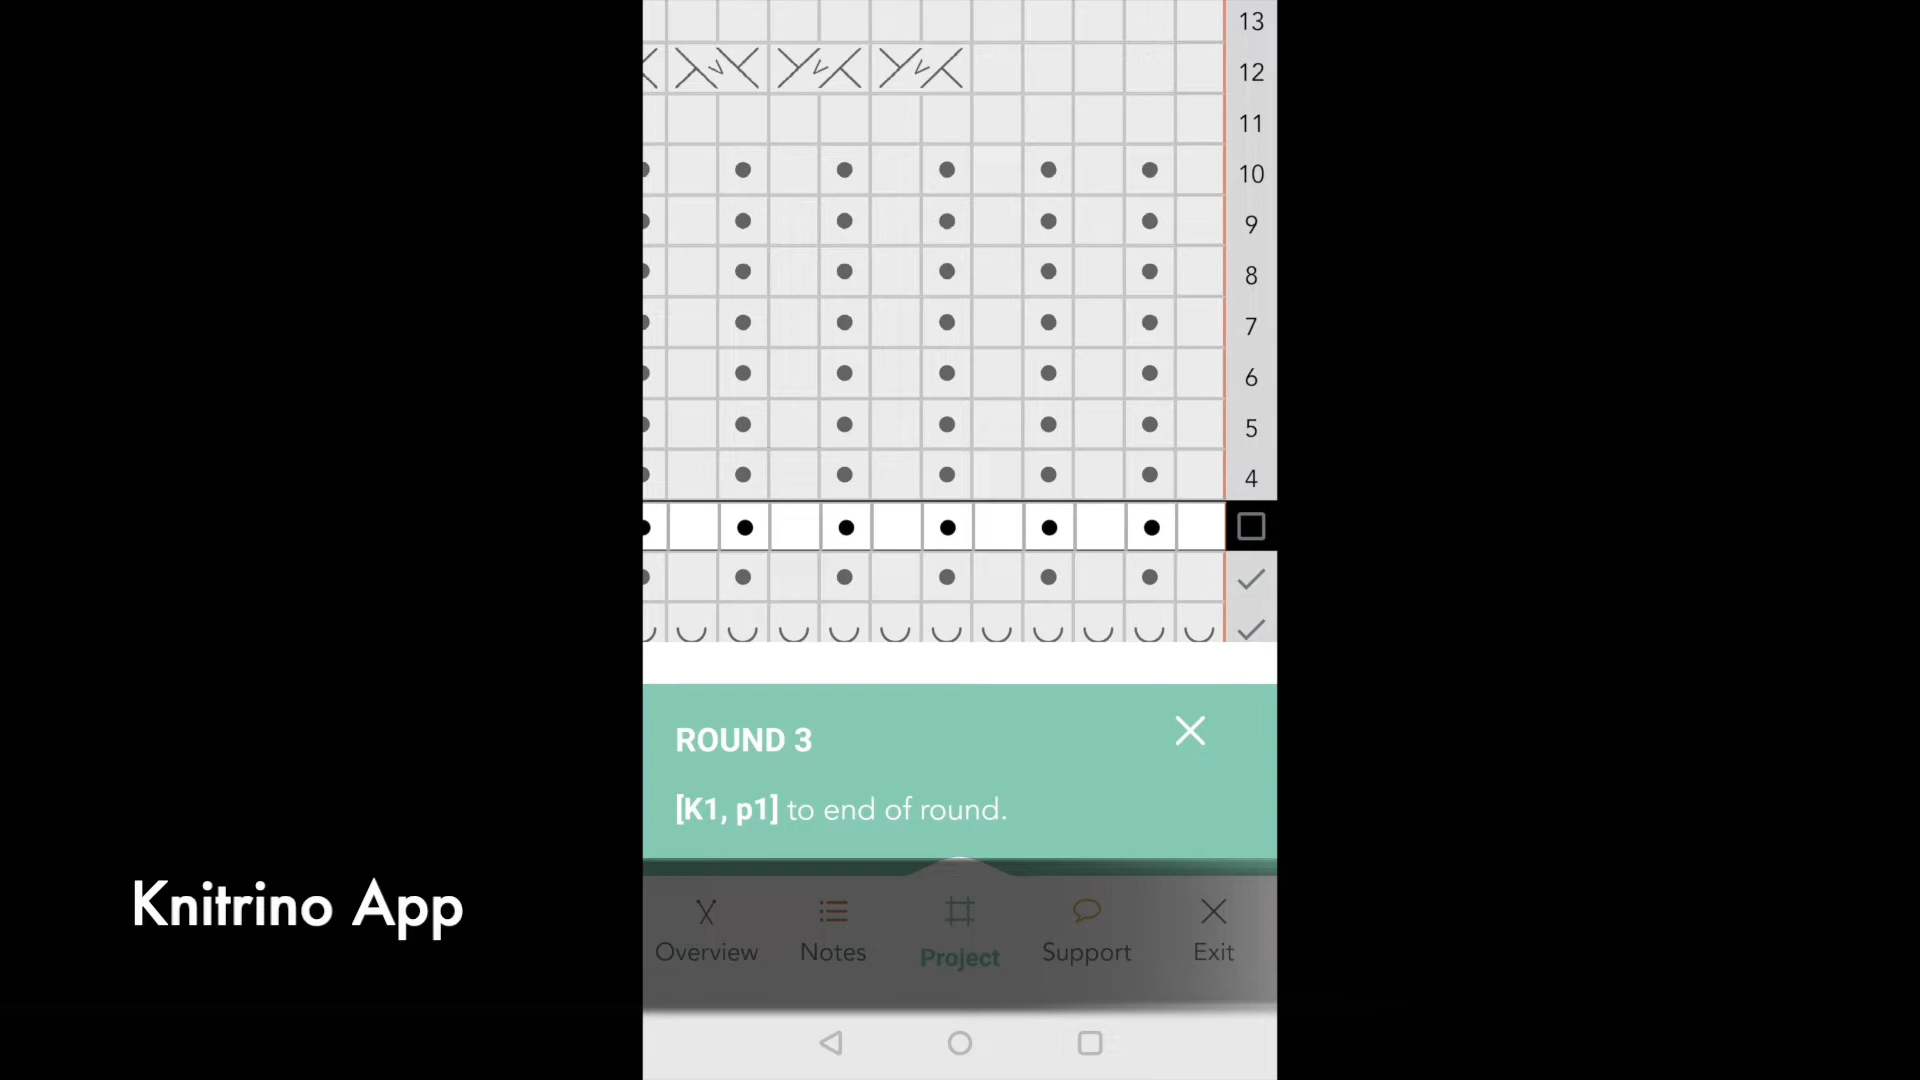 13
12
11
10
9
8
7
6
5
4
ROUND 3
[K1, p1] to end of round.
Knitrino App
Overview Notes Project Support Exit